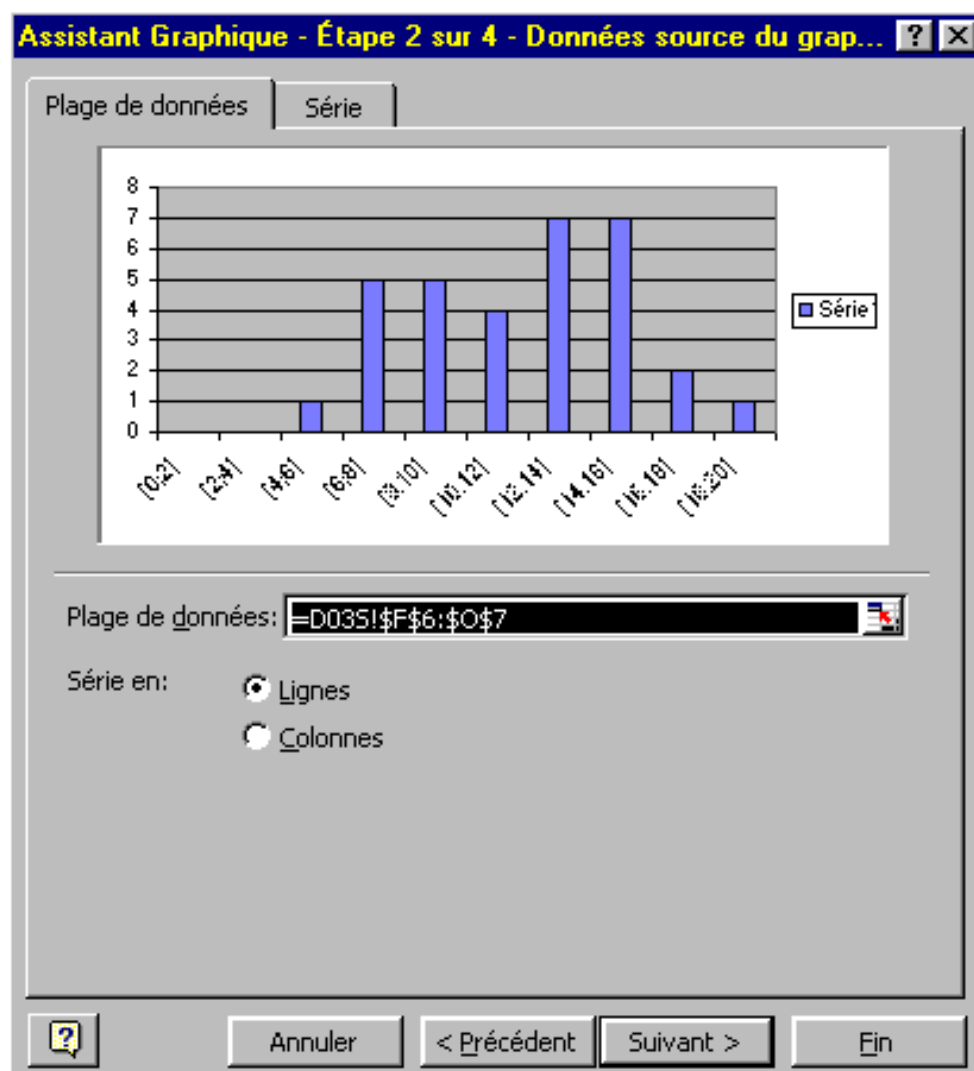 Assistant Graphique - Étape 2 sur 4 - Données source du grap...
Plage de données
Série
8
7
6
5
4
3
2
1
0
Série
[0;2]
[2;4]
[4;6]
[6;8]
[8;10]
[10;12]
[12;14]
[14;16]
[16;18]
[18;20]
Plage de données:
=D03S!$F$6:$O$7
Série en:
Lignes
Colonnes
Annuler
< Précédent
Suivant >
Fin